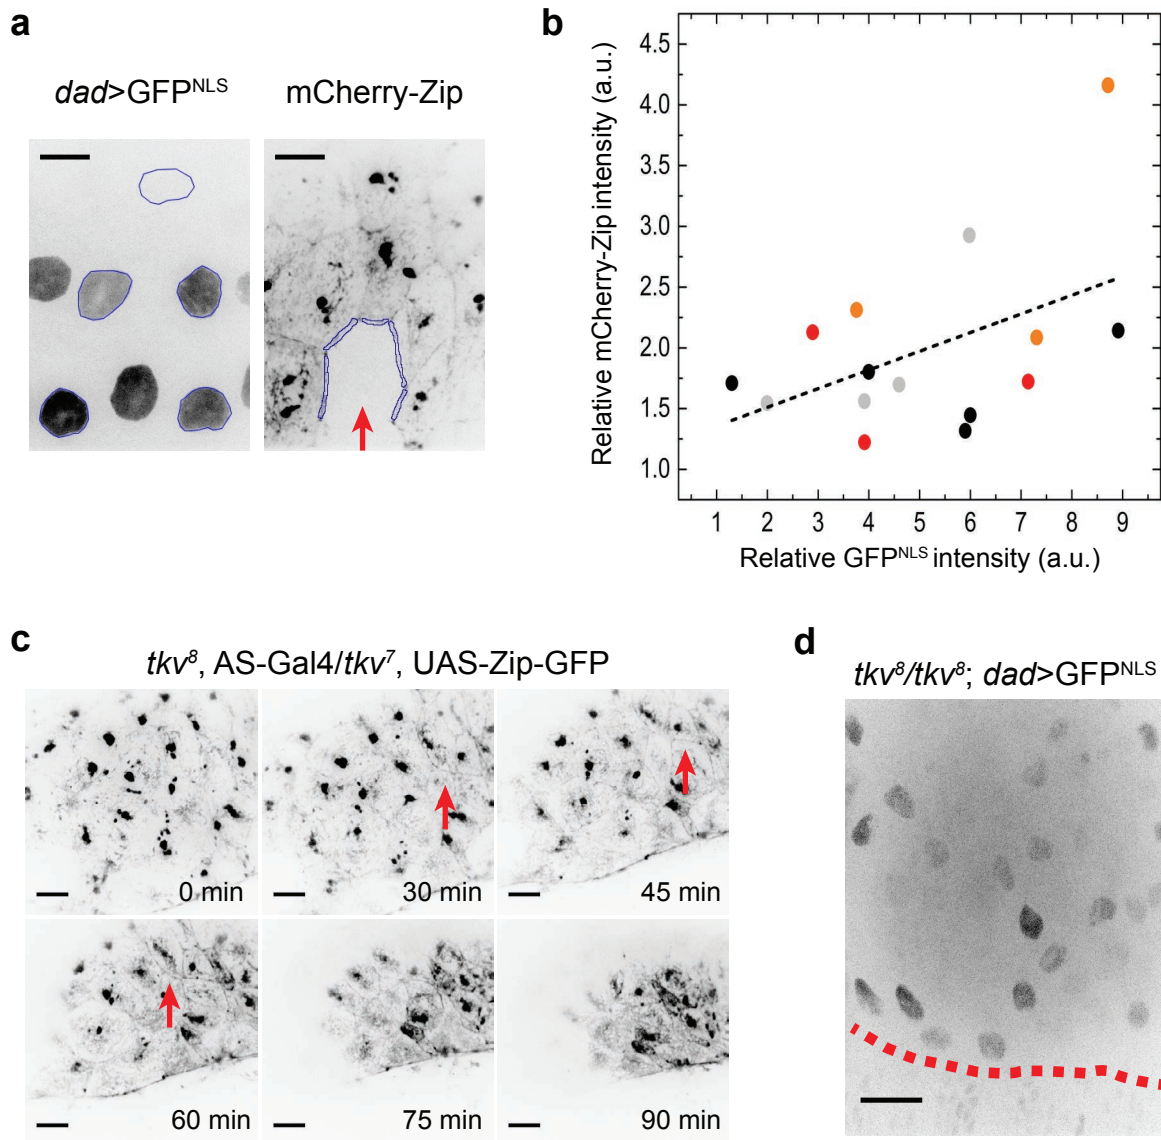 a
dad>GFPNLS
mCherry-Zip
b
Relative mCherry-Zip intensity (a.u.)
4.5
4.0
3.5
3.0
2.5
2.0
1.5
1.0
1 2 3 4 5 6 7 8 9
Relative GFPNLS intensity (a.u.)
c
tkv8, AS-Gal4/tkv7, UAS-Zip-GFP
0 min
30 min
45 min
60 min
75 min
90 min
d
tkv8/tkv8; dad>GFPNLS